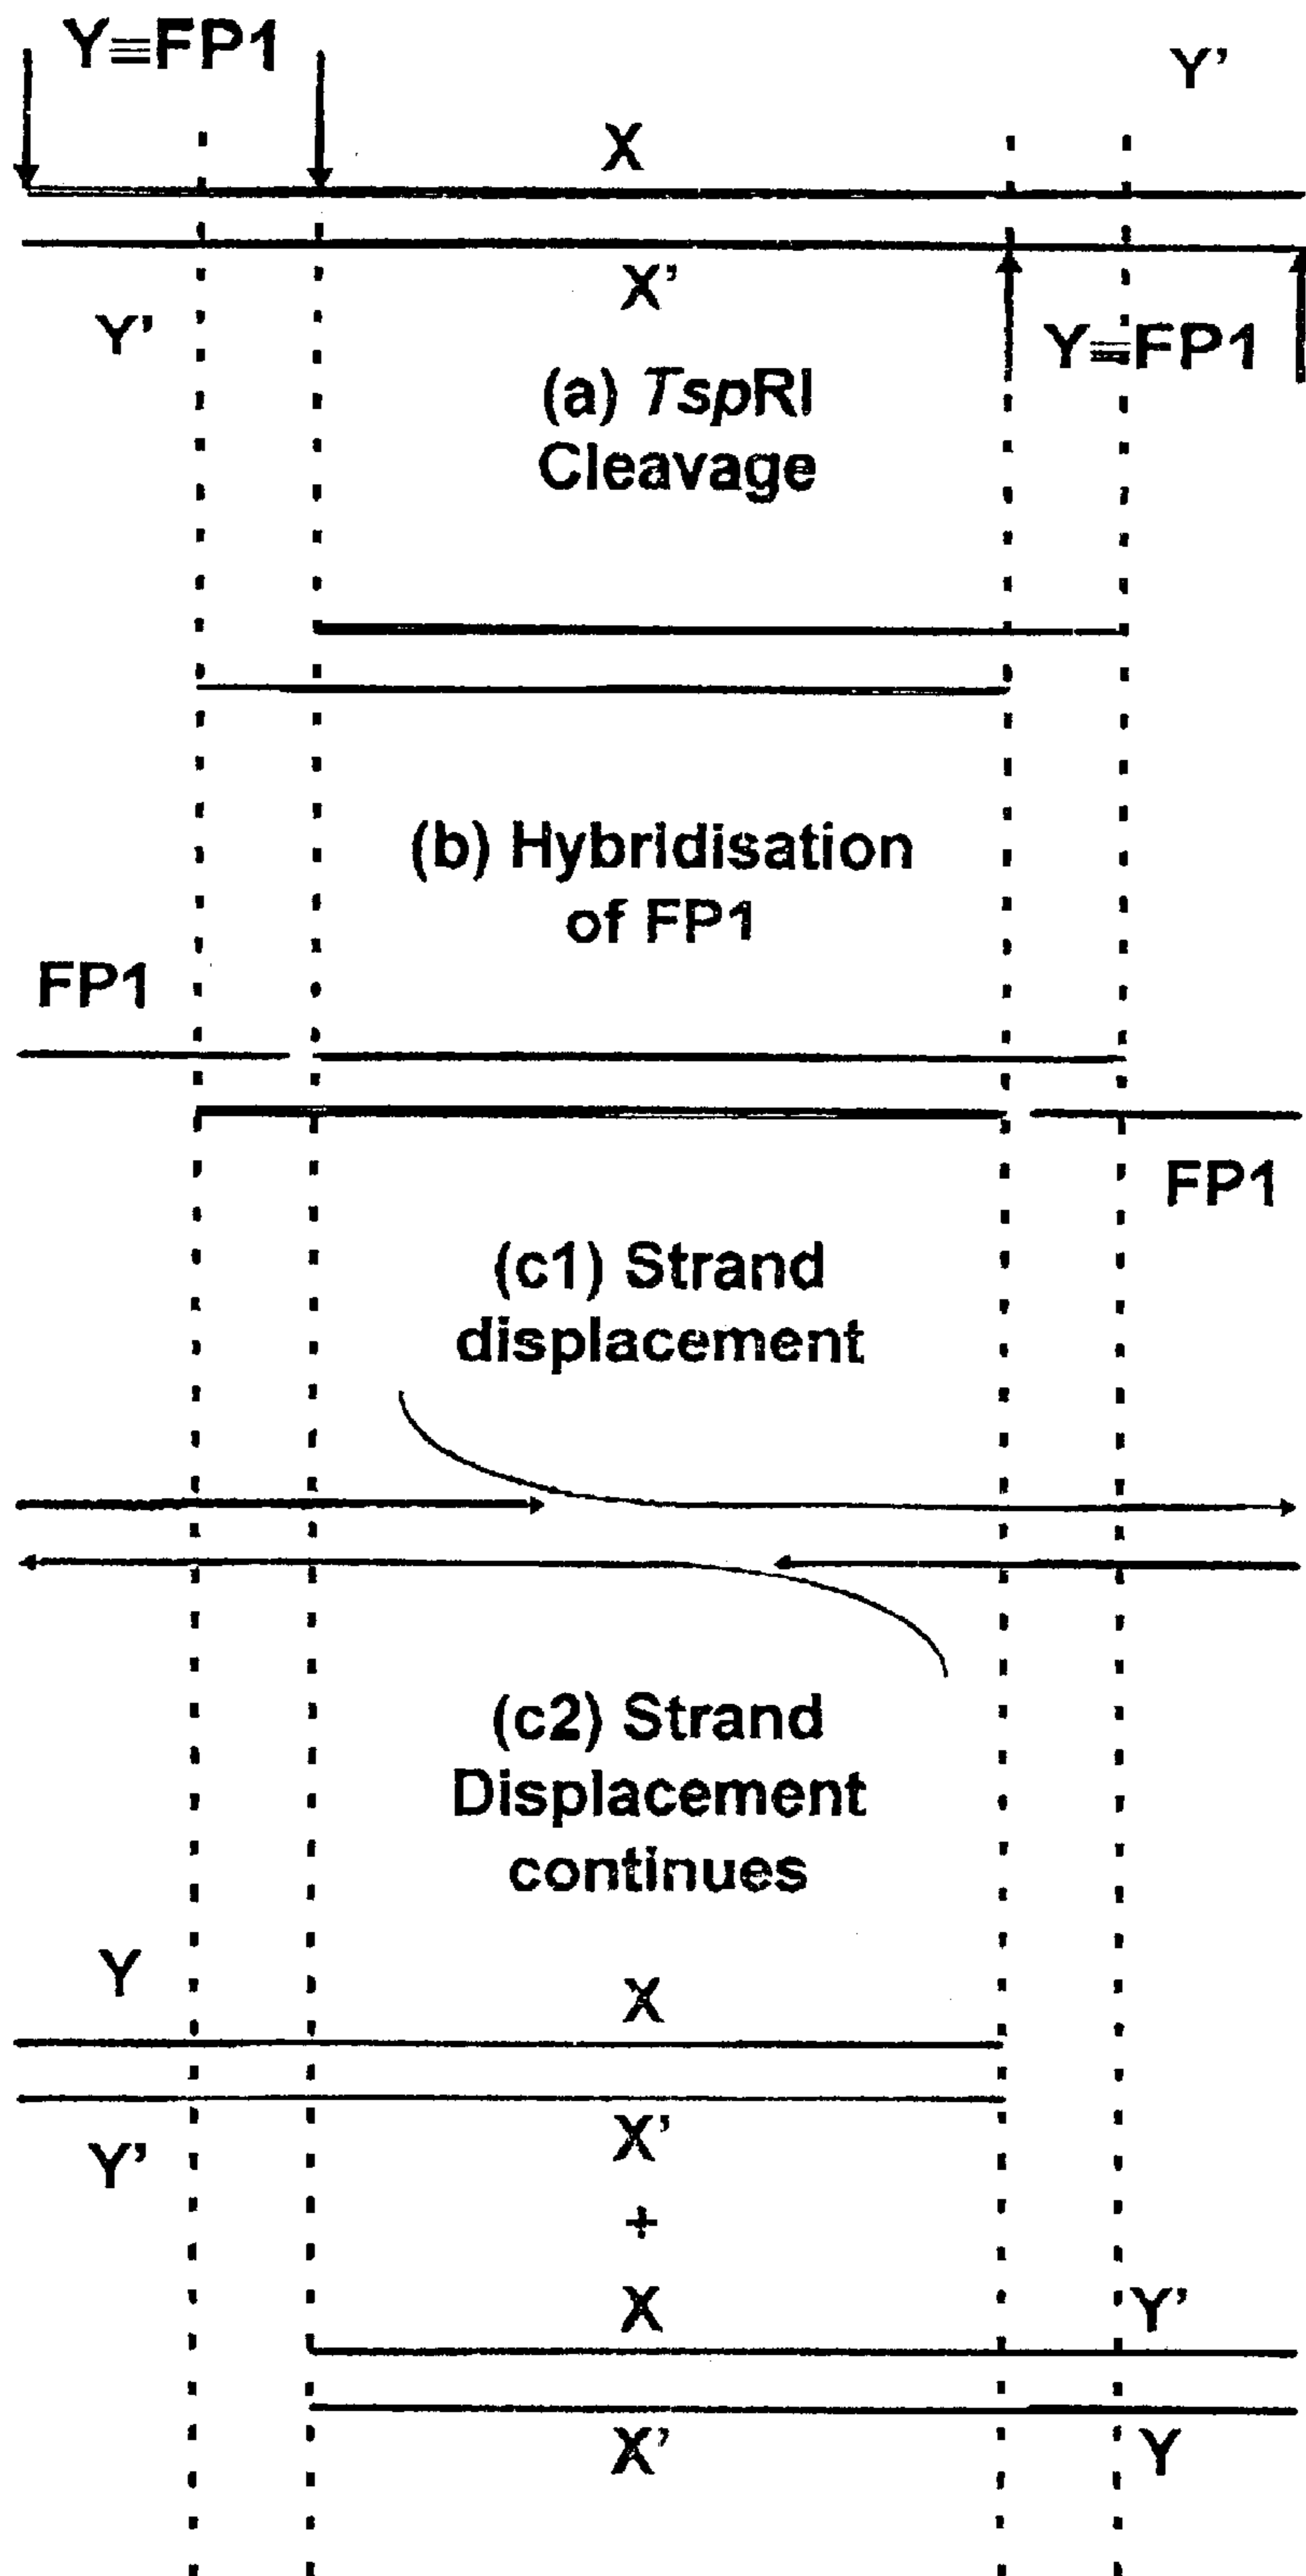 Y≡FP1
Y’
X
X’
Y’
Y≡FP1
(a) TspRI
Cleavage
(b) Hybridisation
of FP1
FP1
FP1
(c1) Strand
displacement
(c2) Strand
Displacement
continues
Y
X
Y’
X’
+
X
Y’
X’
Y